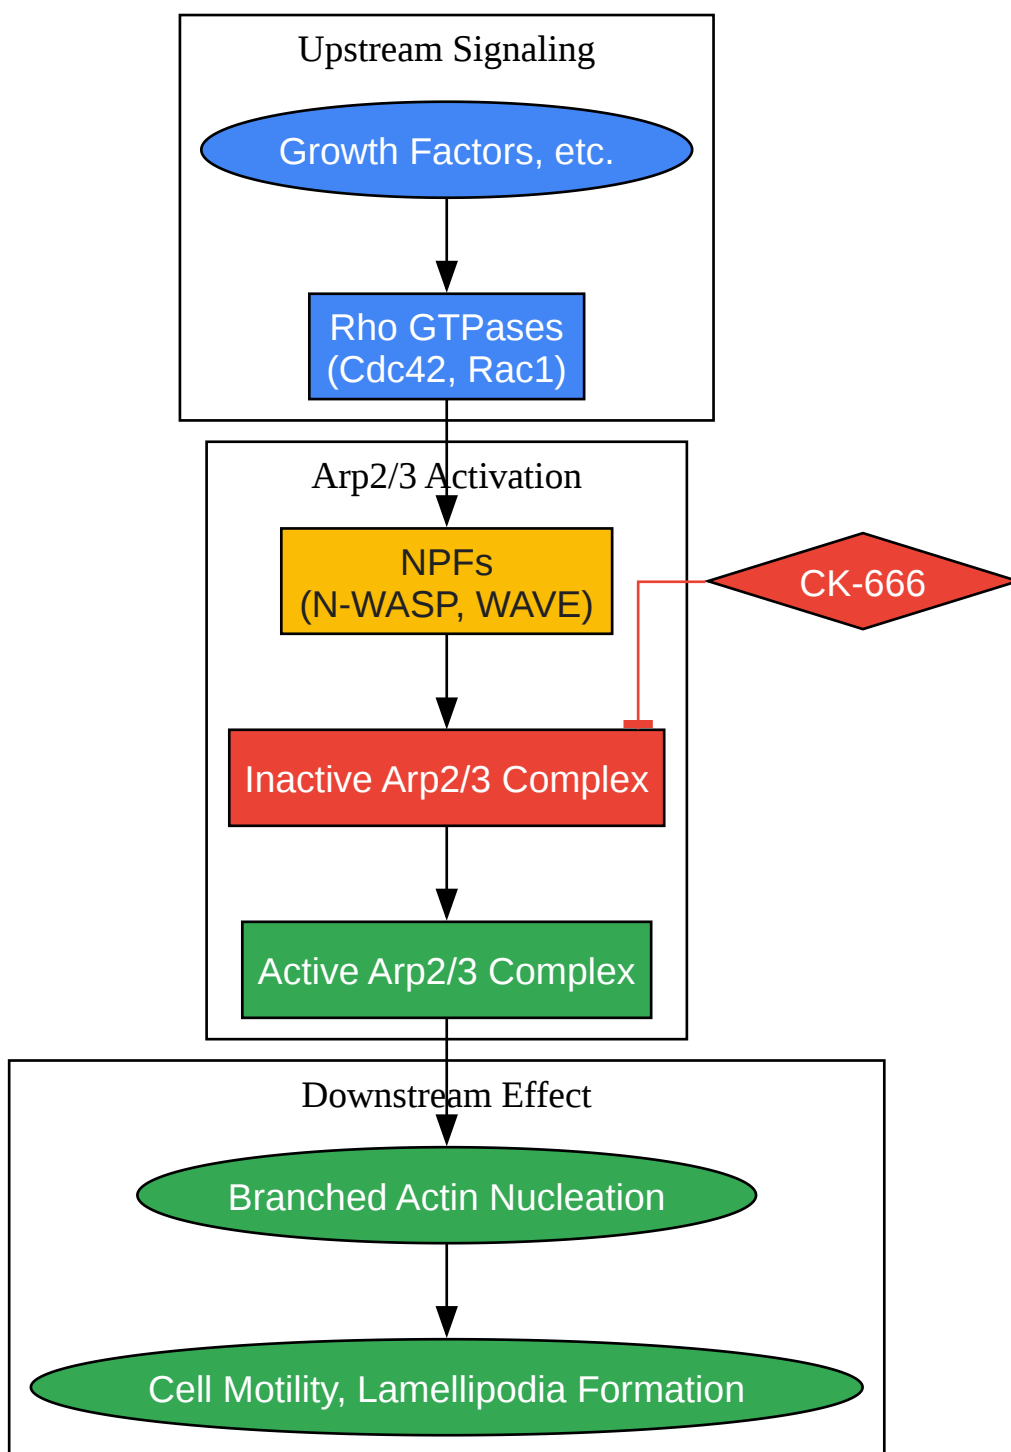 Upstream Signaling
Growth Factors, etc.
Rho GTPases
(Cdc42, Rac1)
Arp2/3 Activation
NPFs
(N-WASP, WAVE)
CK-666
Inactive Arp2/3 Complex
Active Arp2/3 Complex
Downstream Effect
Branched Actin Nucleation
Cell Motility, Lamellipodia Formation